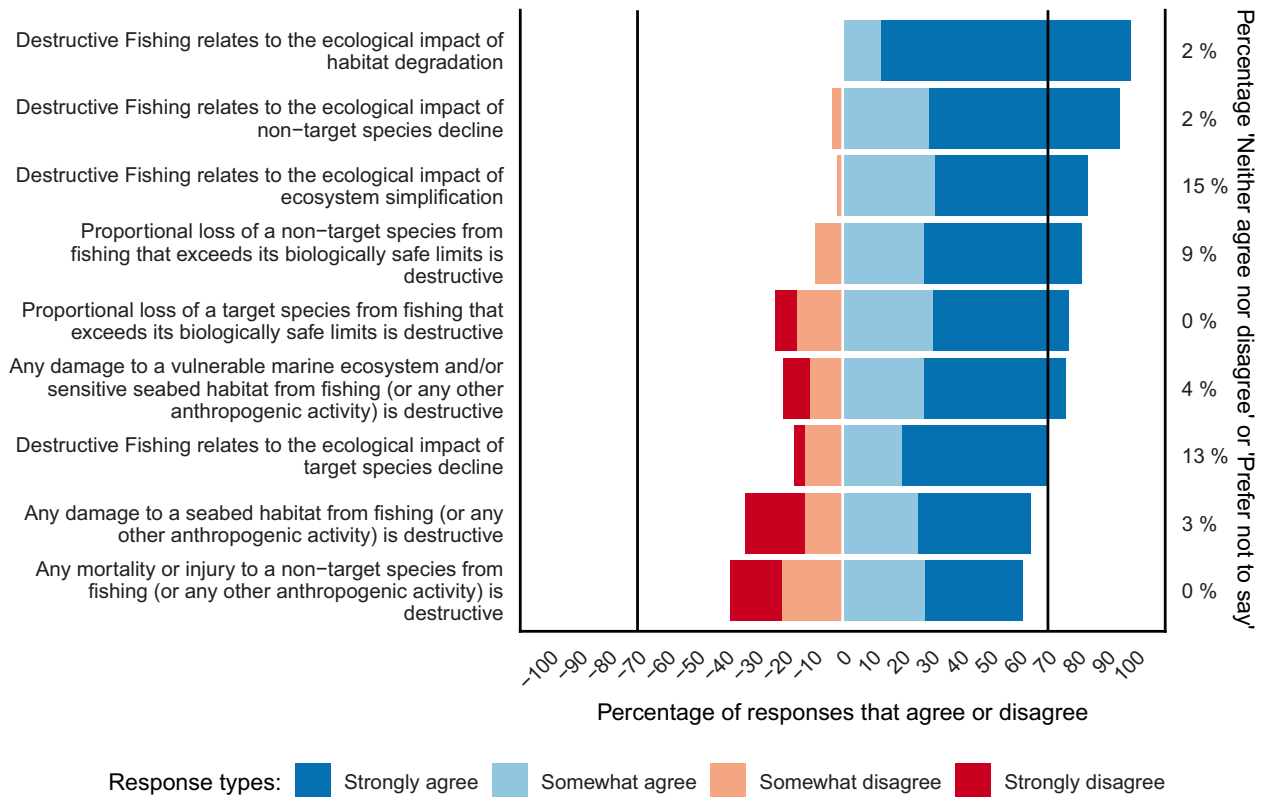 Destructive Fishing relates to the ecological impact of
habitat degradation
2 %
Destructive Fishing relates to the ecological impact of
non−target species decline
2 %
Destructive Fishing relates to the ecological impact of
ecosystem simplification
15 %
Proportional loss of a non−target species from
fishing that exceeds its biologically safe limits is
destructive
9 %
Proportional loss of a target species from fishing that
exceeds its biologically safe limits is destructive
0 %
Any damage to a vulnerable marine ecosystem and/or
sensitive seabed habitat from fishing (or any other
anthropogenic activity) is destructive
4 %
Destructive Fishing relates to the ecological impact of
target species decline
13 %
Any damage to a seabed habitat from fishing (or any
other anthropogenic activity) is destructive
3 %
Any mortality or injury to a non−target species from
fishing (or any other anthropogenic activity) is
destructive
0 %
Percentage 'Neither agree nor disagree' or 'Prefer not to say'
−100 −90 −80 −70 −60 −50 −40 −30 −20 −10 0 10 20 30 40 50 60 70 80 90 100
Percentage of responses that agree or disagree
Response types: Strongly agree Somewhat agree Somewhat disagree Strongly disagree